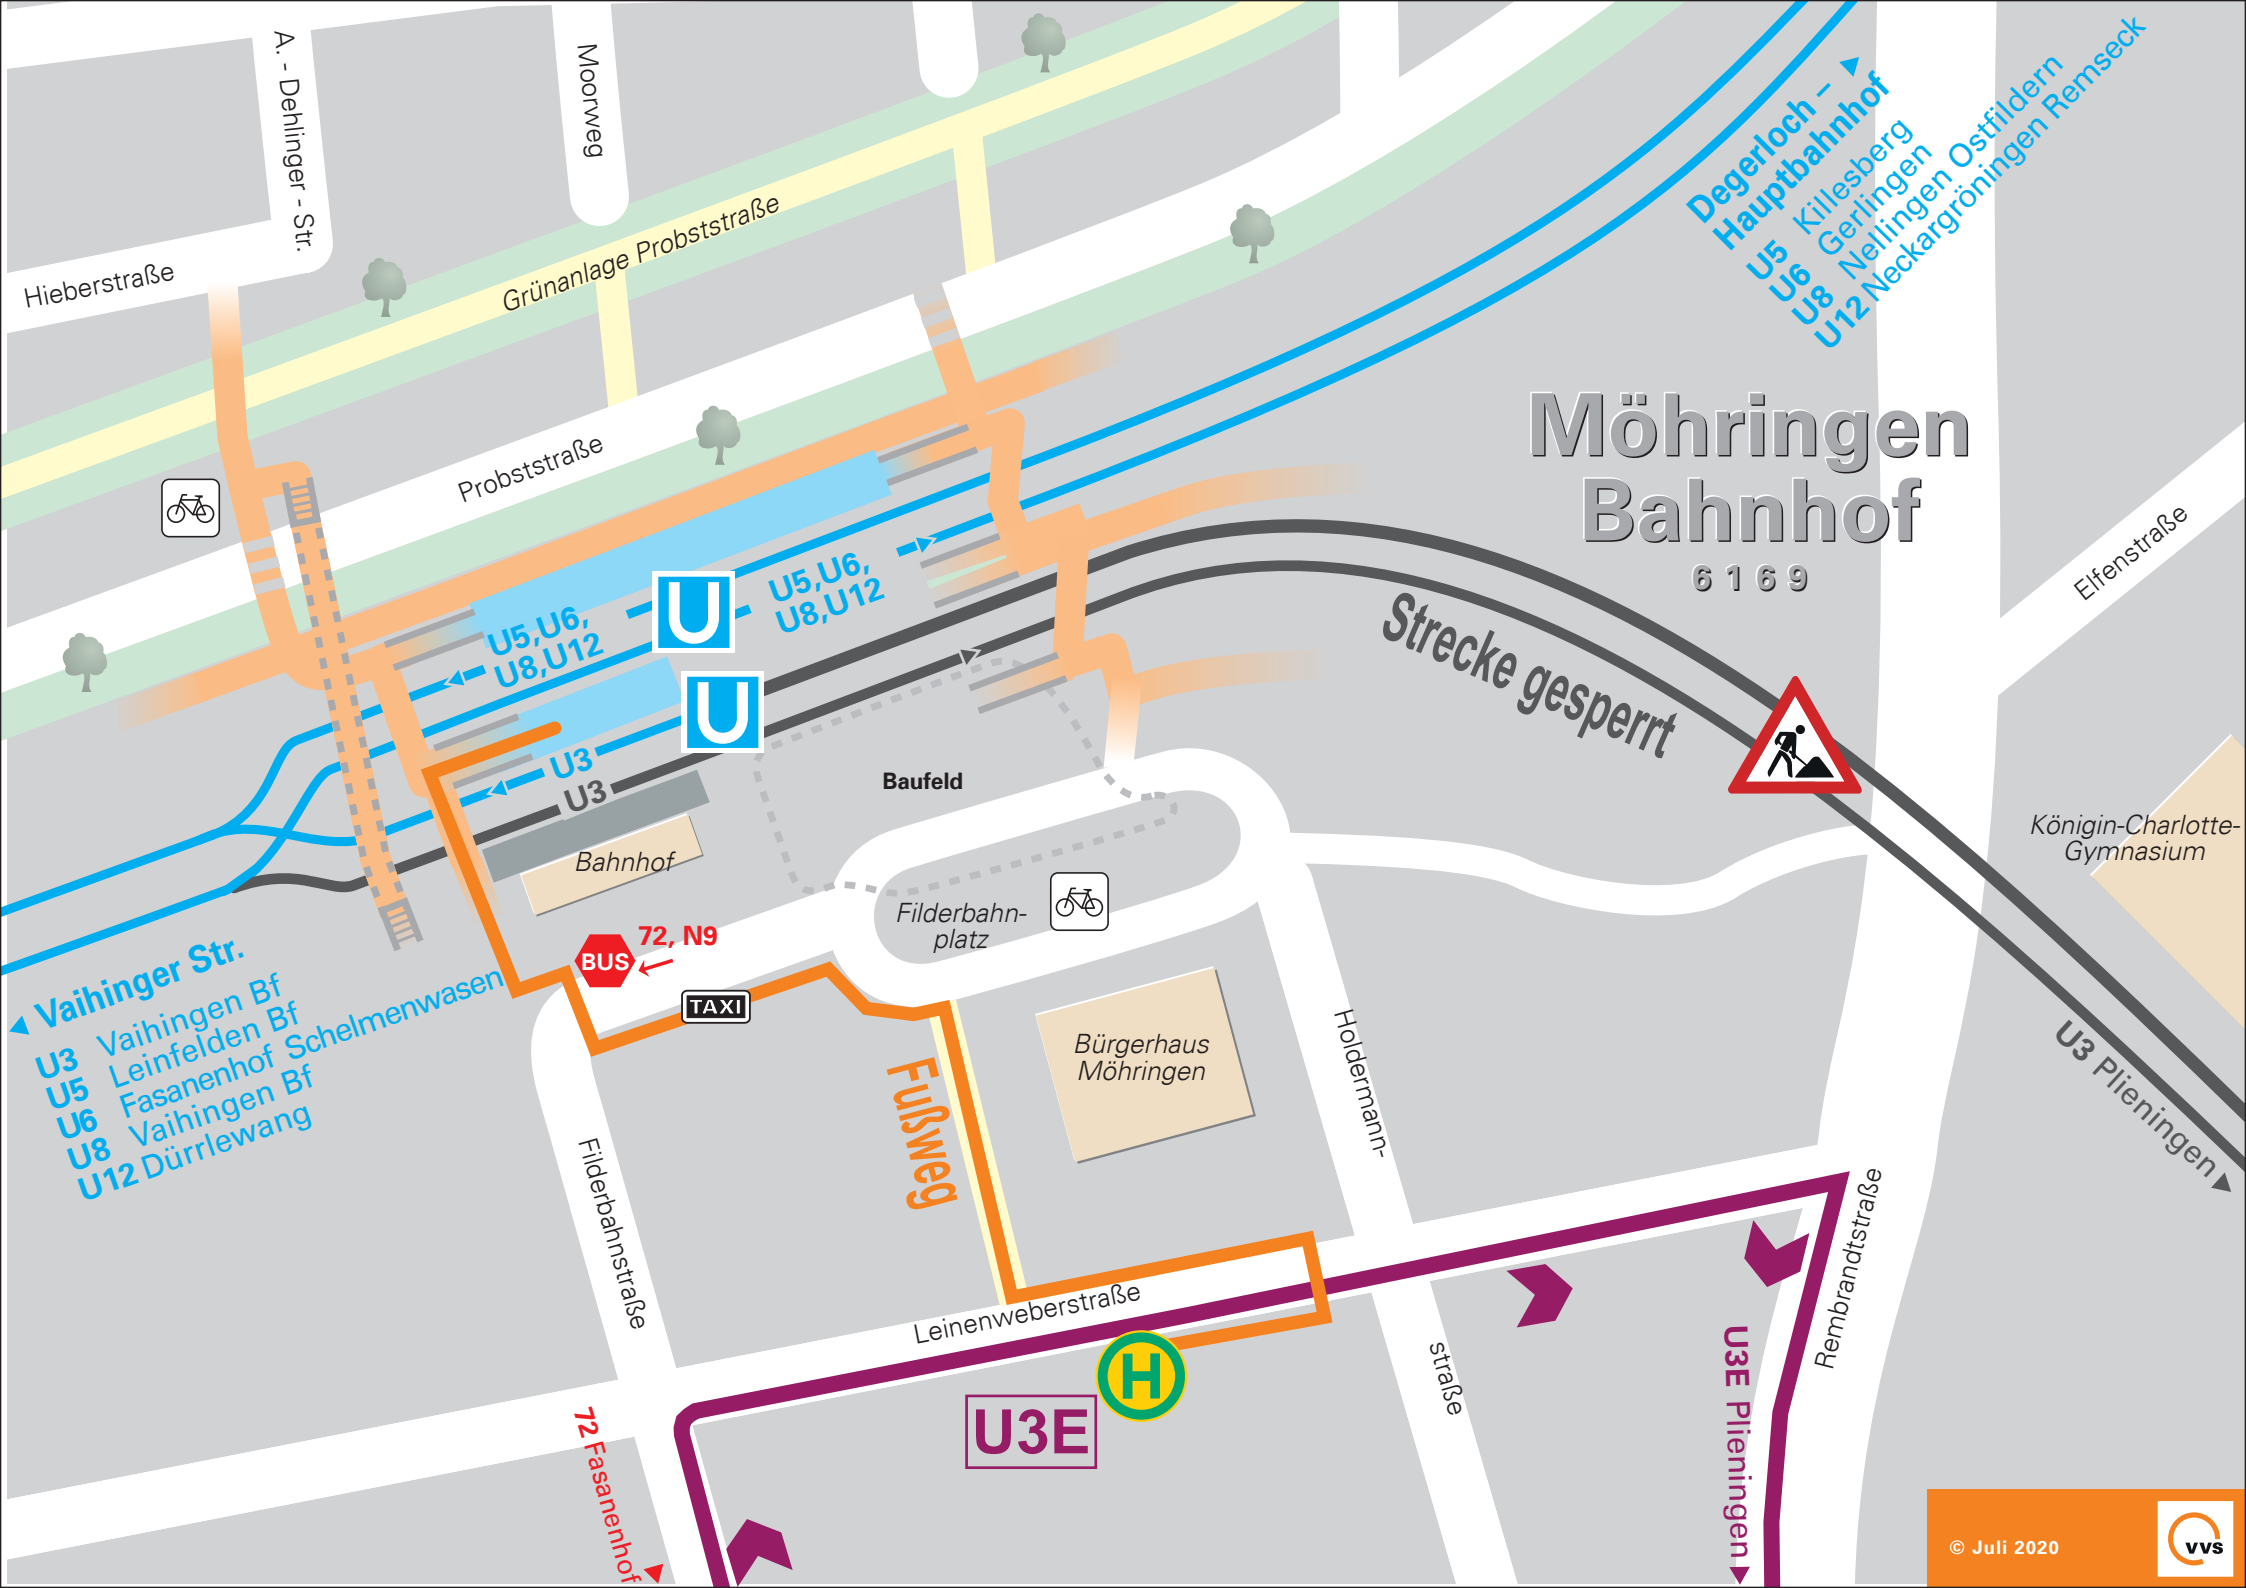 A. - Dehlinger - Str.
Moorweg
Hieberstraße
Grünanlage Probststraße
Probststraße
Degerloch –
Hauptbahnhof
U5 Killesberg
U6 Gerlingen
U8 Nellingen Ostfildern
U12 Neckargröningen Remseck
Möhringen
Bahnhof
6169
Elfenstraße
Strecke gesperrt
U5,U6,
U8,U12
U
U5,U6,
U8,U12
U
U3
U3
Baufeld
Bahnhof
Königin-Charlotte-
Gymnasium
Filderbahn-
platz
72, N9
BUS
TAXI
Vaihinger Str.
U3 Vaihingen Bf
U5 Leinfelden Bf
U6 Fasanenhof Schelmenwasen
U8 Vaihingen Bf
U12 Dürrlewang
Bürgerhaus
Möhringen
Fußweg
Holdermann-
straße
U3 Plieningen
Filderbahnstraße
Leinenweberstraße
Rembrandtstraße
H
U3E
U3E Plieningen
72 Fasanenhof
© Juli 2020
vvs